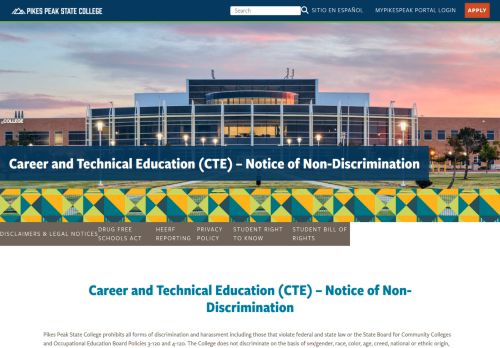 PIKES PEAK STATE COLLEGE
Search
SITIO EN ESPAÑOL
MYPIKESPEAK PORTAL LOGIN
APPLY
COLLEGE
Career and Technical Education (CTE) – Notice of Non-Discrimination
DISCLAIMERS & LEGAL NOTICES
DRUG FREE
SCHOOLS ACT
HEERF
REPORTING
PRIVACY
POLICY
STUDENT RIGHT
TO KNOW
STUDENT BILL OF
RIGHTS
Career and Technical Education (CTE) – Notice of Non-
Discrimination
Pikes Peak State College prohibits all forms of discrimination and harassment including those that violate federal and state law or the State Board for Community Colleges
and Occupational Education Board Policies 3-120 and 4-120. The College does not discriminate on the basis of sex/gender, race, color, age, creed, national or ethnic origin,